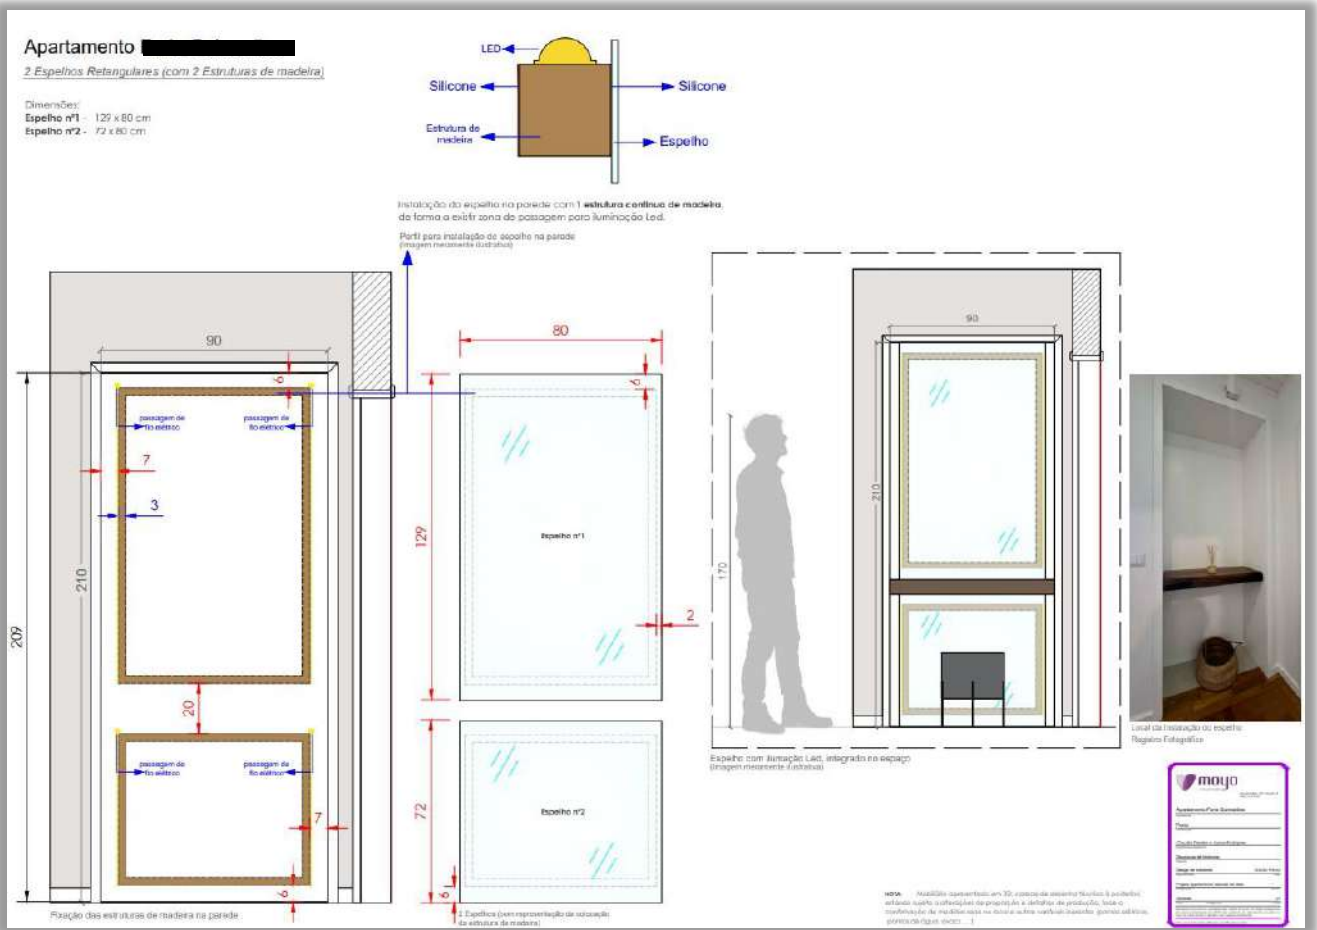 Apartamento
2 Espelhos Retangulares (com 2 Estruturas de madeira)
Dimensões:
Espelho nº1 - 129 x 80 cm
Espelho nº2 - 72 x 80 cm
LED
Silicone
Silicone
Estrutura de
madeira
Espelho
Instalação do espelho na parede com 1 estrutura continua de madeira,
de forma a existir zona de passagem para iluminação Led.
Perfil para instalação do espelho na parede
(Imagem meramente ilustrativa)
90
6
passagem de
fio elétrico
passagem de
fio elétrico
7
3
210
209
20
passagem de
fio elétrico
passagem de
fio elétrico
7
6
Fixação das estruturas de madeira na parede
80
6
129
Espelho nº1
2
72
Espelho nº2
6
2 Espelhos (com representação da colocação
da estrutura de madeira)
90
210
170
Espelho com iluminação Led, integrado no espaço
(Imagem meramente ilustrativa)
Local da instalação do espelho
Registo Fotográfico
moyo
NOTA: